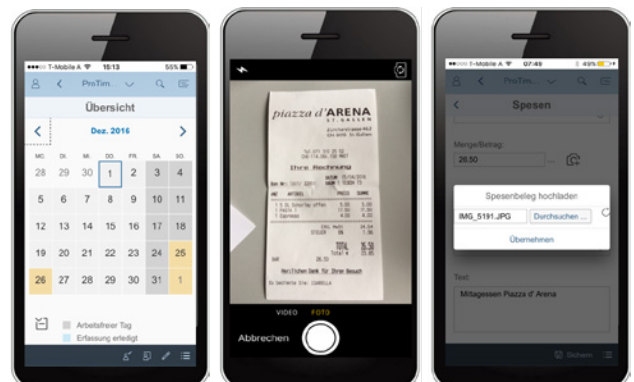 T-Mobile A 15:13 55%
ProTim...
Übersicht
Dez. 2016
MO. DI. MI. DO. FR. SA. SO.
28 29 30 1 2 3 4
5 6 7 8 9 10 11
12 13 14 15 16 17 18
19 20 21 22 23 24 25
26 27 28 29 30 31 1
Arbeitsfreier Tag
Erfassung erledigt
piazza d'ARENA
ST. GALLEN
Ihre Rechnung
ANZ ARTIKEL PREIS SUMME
TOTAL
Herzlichen Dank für Ihren Besuch
VIDEO FOTO
Abbrechen
T-Mobile A 07:49 49%
ProTim...
Spesen
Menge/Betrag:
26.50 ...
Spesenbeleg hochladen
IMG_5191.JPG Durchsuchen ...
Übernehmen
Text:
Mittagessen Piazza d' Arena
Sichern